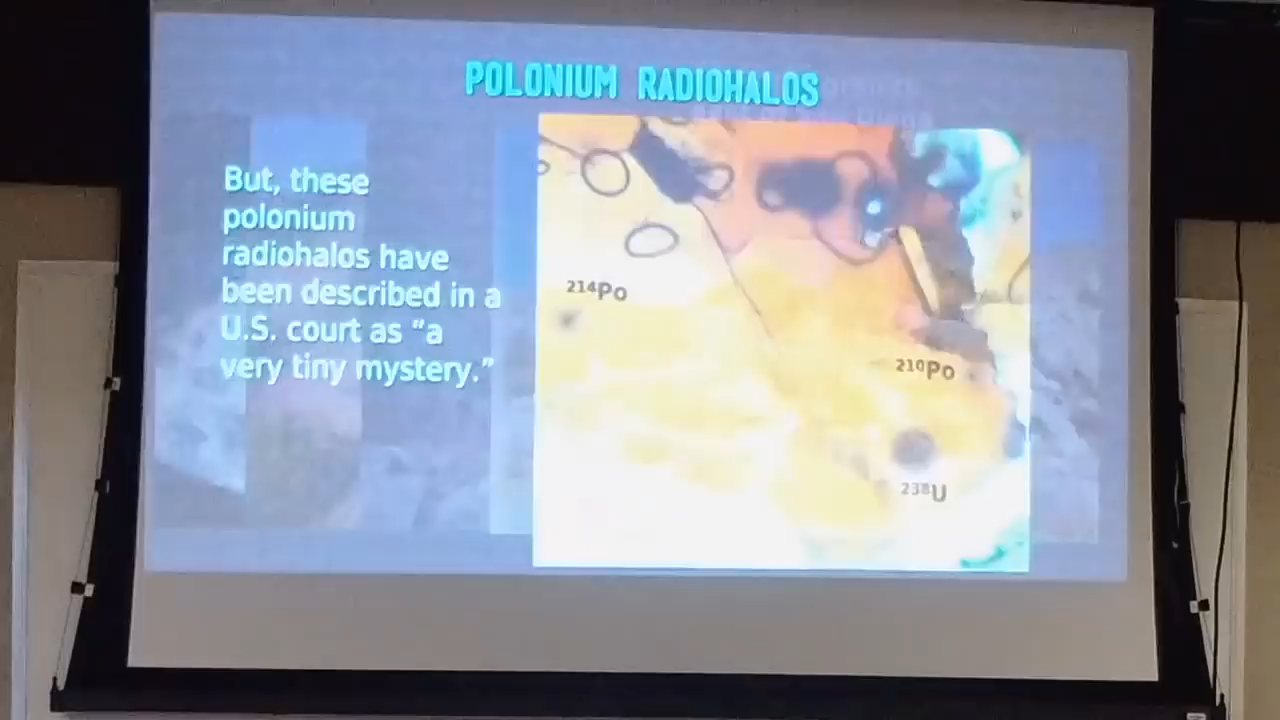 POLONIUM RADIOHALOS
But, these
polonium
radiohalos have
been described in a
U.S. court as "a
very tiny mystery."
²¹⁴Po
²¹⁰Po
²³⁸U